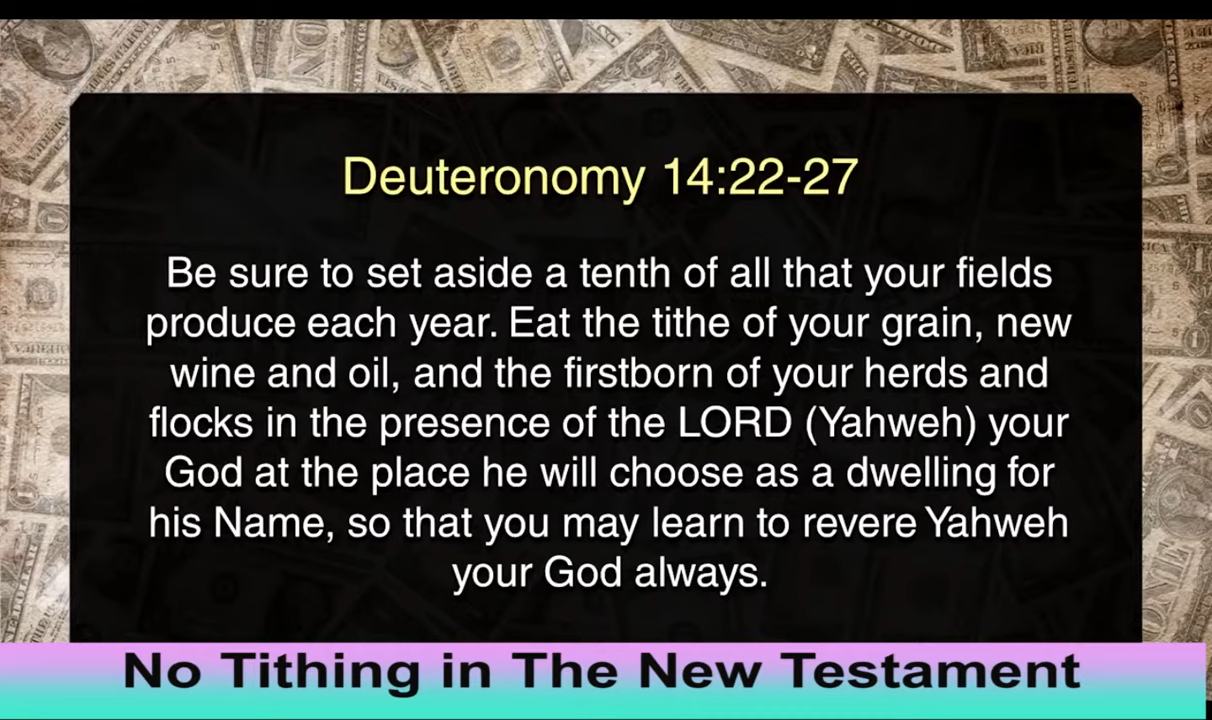 Deuteronomy 14:22-27
Be sure to set aside a tenth of all that your fields
produce each year. Eat the tithe of your grain, new
wine and oil, and the firstborn of your herds and
flocks in the presence of the LORD (Yahweh) your
God at the place he will choose as a dwelling for
his Name, so that you may learn to revere Yahweh
your God always.
No Tithing in The New Testament